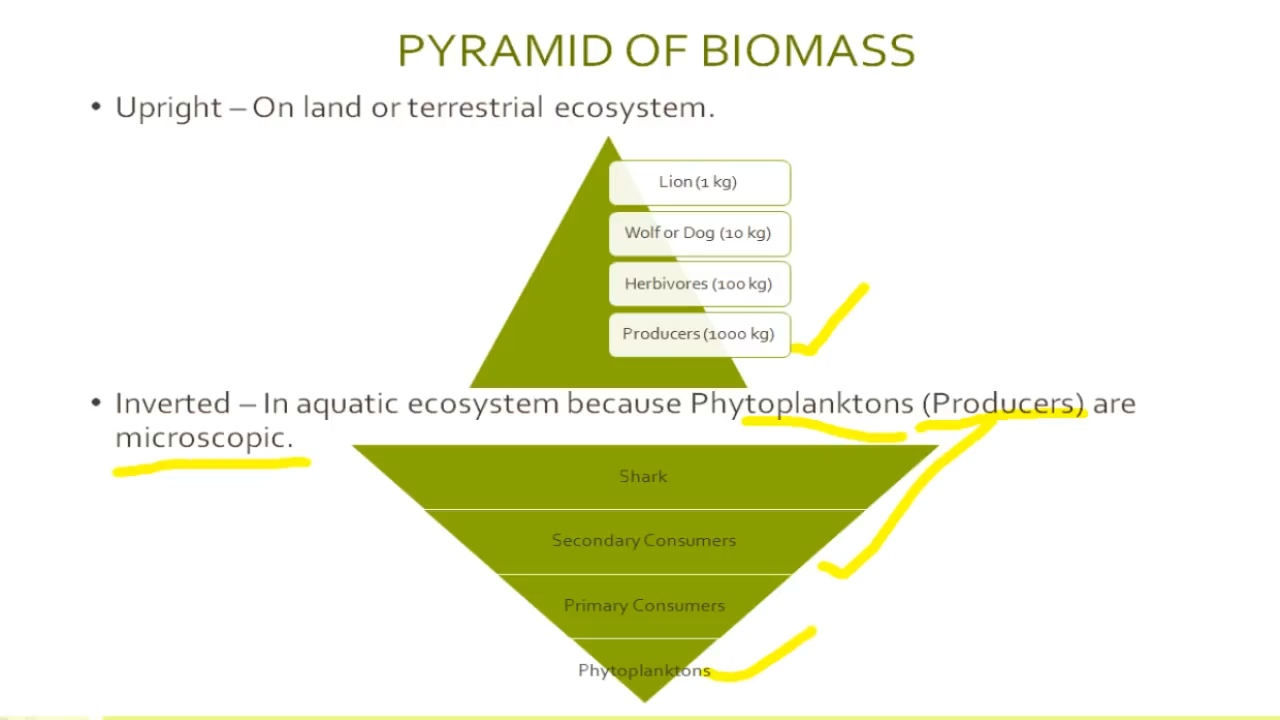 PYRAMID OF BIOMASS
• Upright – On land or terrestrial ecosystem.
Lion (1 kg)
Wolf or Dog (10 kg)
Herbivores (100 kg)
Producers (1000 kg)
• Inverted – In aquatic ecosystem because Phytoplanktons (Producers) are
microscopic.
Shark
Secondary Consumers
Primary Consumers
Phytoplanktons